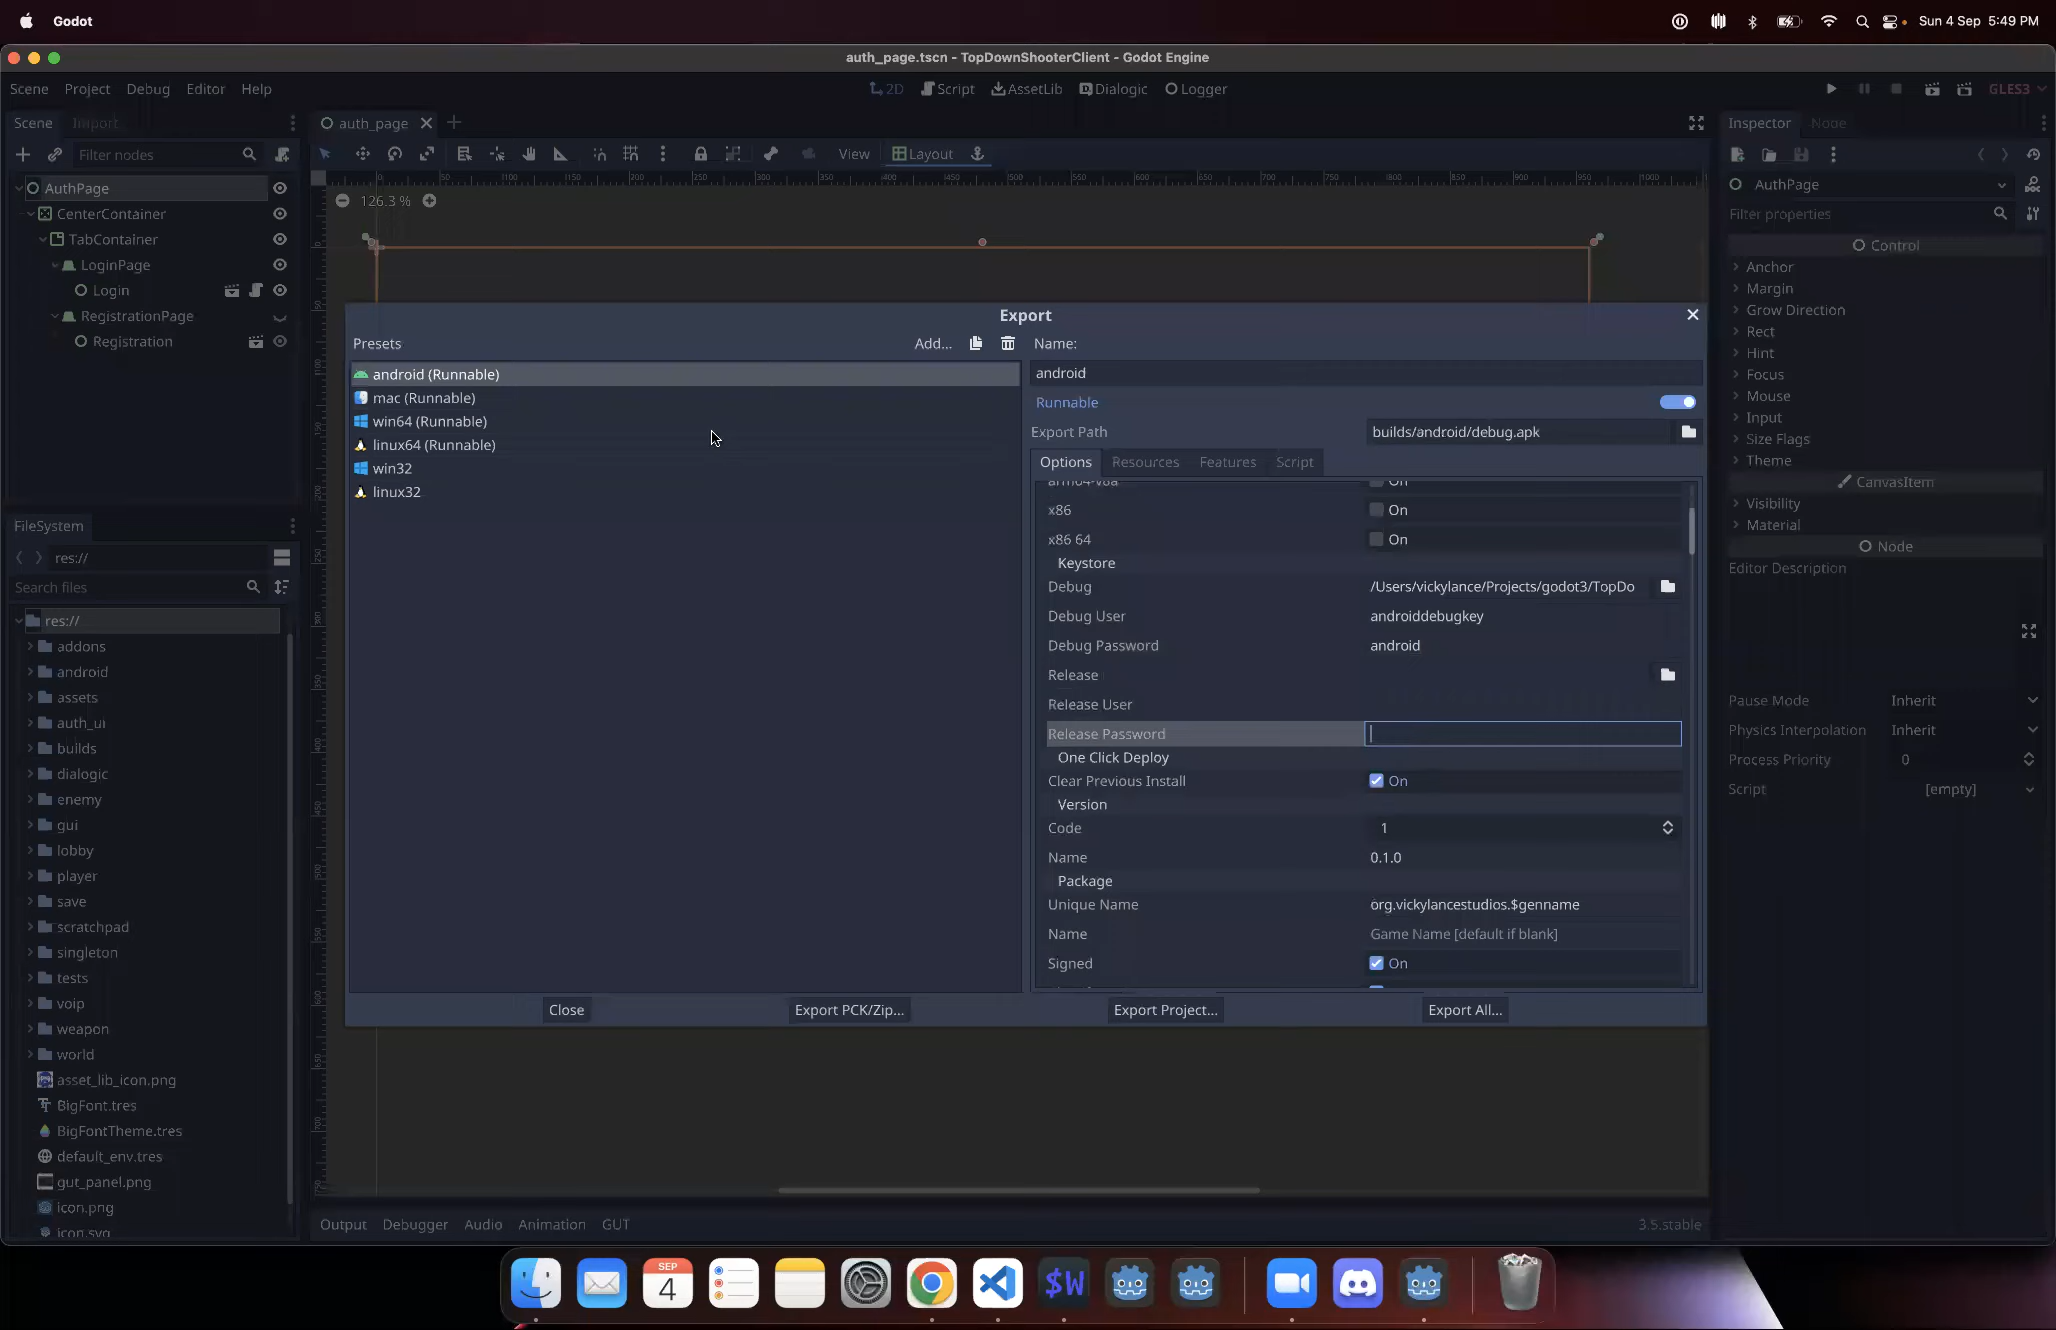 Godot
Sun 4 Sep 5:49 PM
auth_page.tscn - TopDownShooterClient - Godot Engine
Scene Project Debug Editor Help
2D Script AssetLib Dialogic Logger
GLES3
Scene Import
auth_page
Inspector Node
Filter nodes
View Layout
AuthPage
126.3 %
AuthPage
CenterContainer
Filter properties
TabContainer
Control
LoginPage
Anchor
Login
Margin
RegistrationPage
Grow Direction
Registration
Rect
Hint
Focus
Mouse
Input
Size Flags
Theme
CanvasItem
Visibility
Material
Node
Editor Description
Pause Mode Inherit
Physics Interpolation Inherit
Process Priority 0
Script [empty]
Export
Presets Add... Name:
android (Runnable)
mac (Runnable)
win64 (Runnable)
linux64 (Runnable)
win32
linux32
android
Runnable
Export Path builds/android/debug.apk
Options Resources Features Script
arm64-v8a On
x86 On
x86 64 On
Keystore
Debug /Users/vickylance/Projects/godot3/TopDo
Debug User androiddebugkey
Debug Password android
Release
Release User
Release Password
One Click Deploy
Clear Previous Install On
Version
Code 1
Name 0.1.0
Package
Unique Name org.vickylancestudios.$genname
Name Game Name [default if blank]
Signed On
Close Export PCK/Zip... Export Project... Export All...
FileSystem
res://
Search files
res://
addons
android
assets
auth_ui
builds
dialogic
enemy
gui
lobby
player
save
scratchpad
singleton
tests
voip
weapon
world
asset_lib_icon.png
BigFont.tres
BigFontTheme.tres
default_env.tres
gut_panel.png
icon.png
icon.svg
Output Debugger Audio Animation GUT
3.5.stable
SEP
4
$W